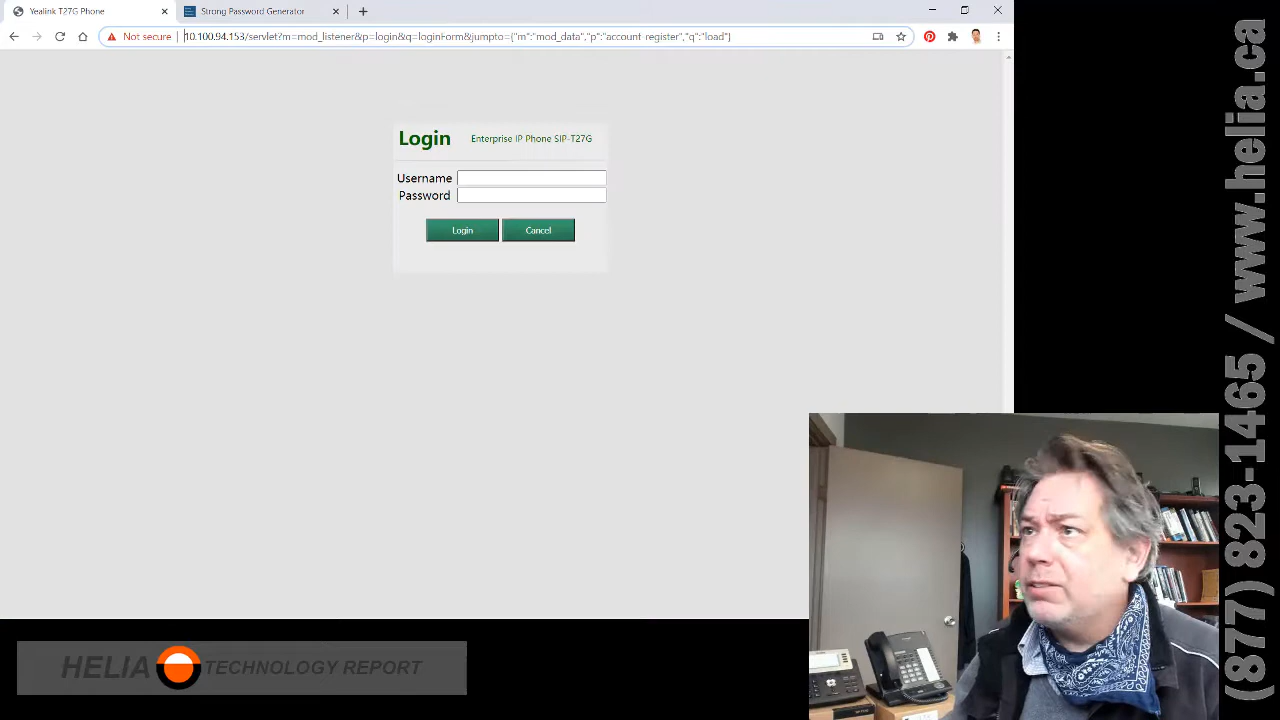 Yealink T27G Phone
Strong Password Generator
Not secure
10.100.94.153/servlet?m=mod_listener&p=login&q=loginForm&jumpto={"m":"mod_data","p":"account-register","q":"load"}
Login Enterprise IP Phone SIP-T27G
Username
Password
Login Cancel
HELIA TECHNOLOGY REPORT
(877) 823-1465 / www.helia.ca